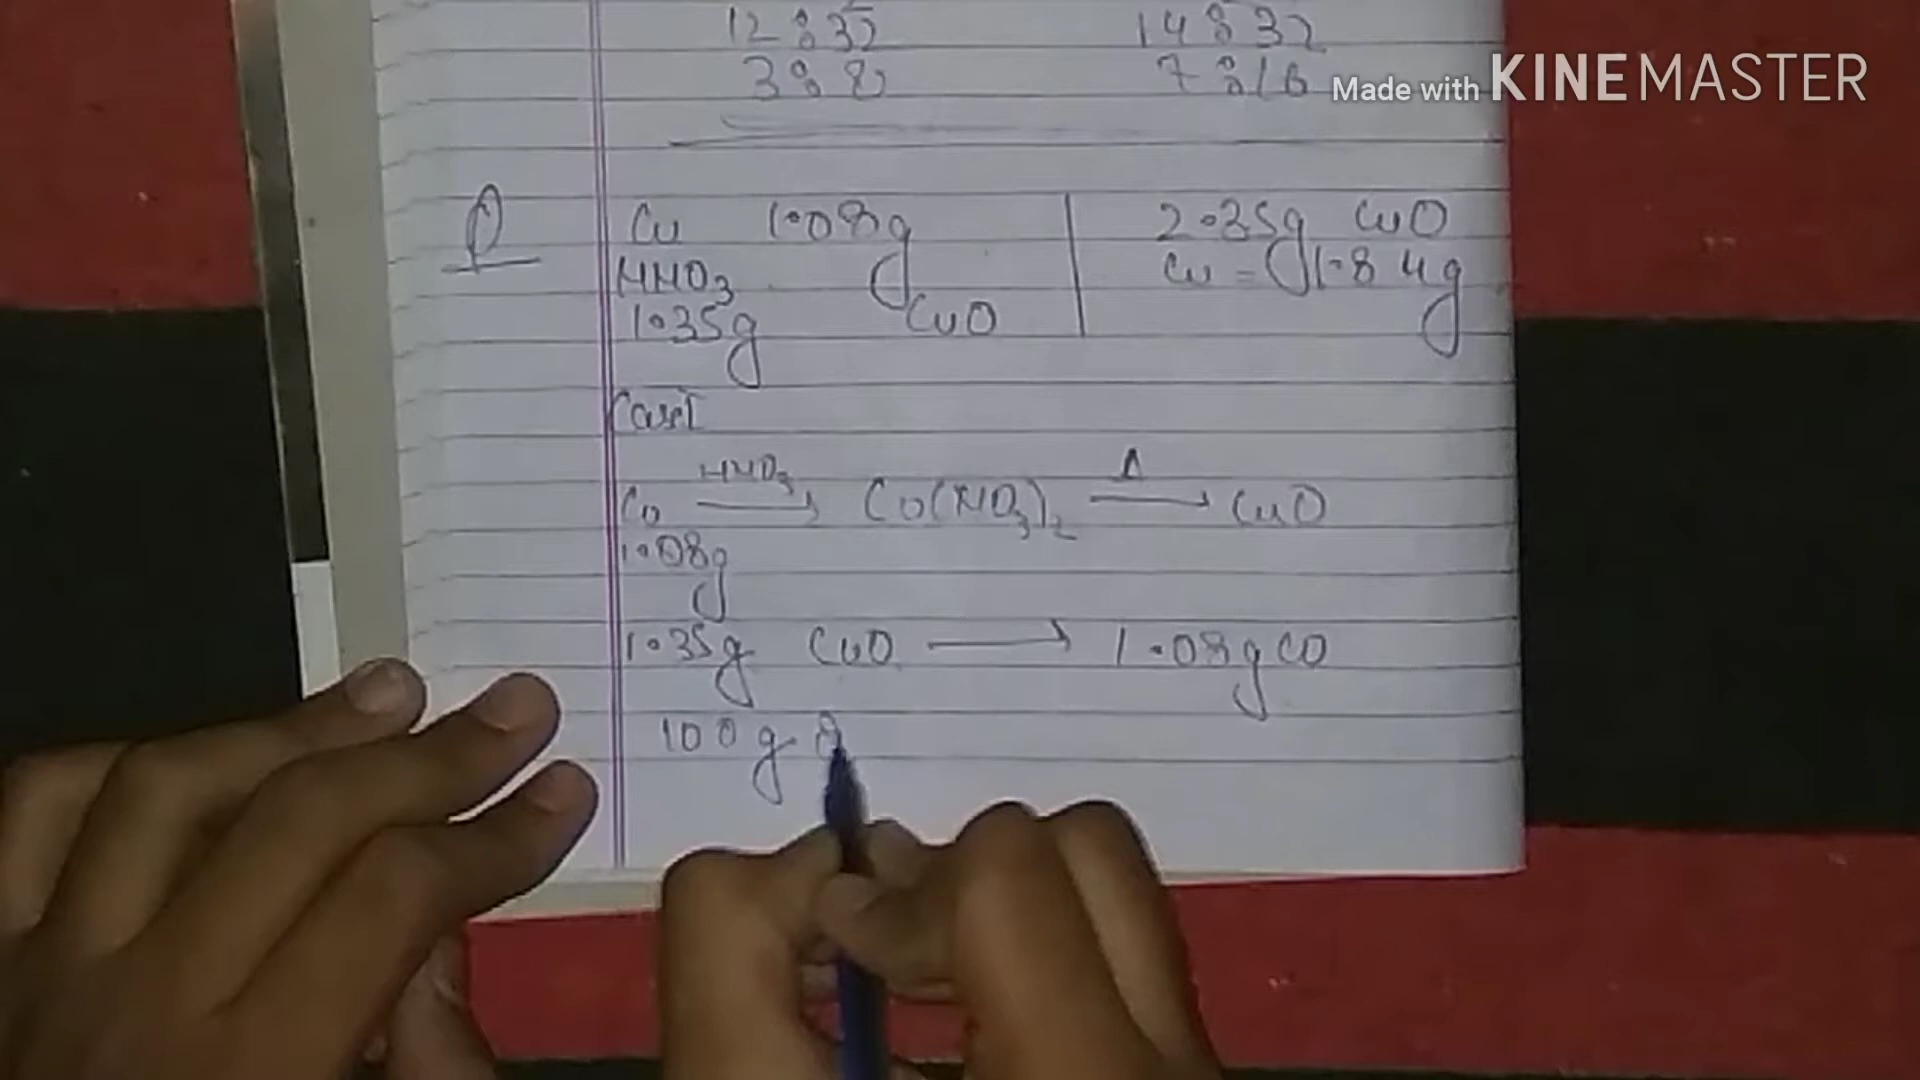 12 : 32 14 : 32
3 : 8 7 : 16
Made with KINEMASTER
Q Cu 1.08g 2.35g CuO
HNO3 Cu = 1.84g
1.35g CuO
Case I
HNO3 Δ
Cu → Cu(NO3)2 → CuO
1.08g
1.35g CuO → 1.08g Cu
100g